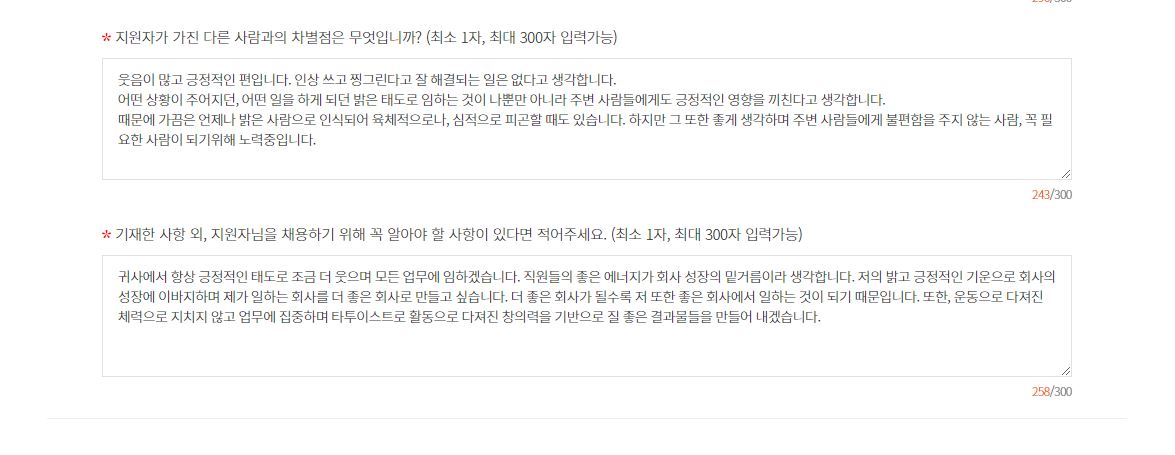 * 지원자가 가진 다른 사람과의 차별점은 무엇입니까? (최소 1자, 최대 300자 입력가능)
웃음이 많고 긍정적인 편입니다. 인상 쓰고 찡그린다고 잘 해결되는 일은 없다고 생각합니다.
어떤 상황이 주어지던, 어떤 일을 하게 되던 밝은 태도로 임하는 것이 나뿐만 아니라 주변 사람들에게도 긍정적인 영향을 끼친다고 생각합니다.
때문에 가끔은 언제나 밝은 사람으로 인식되어 육체적으로나, 심적으로 피곤할 때도 있습니다. 하지만 그 또한 좋게 생각하며 주변 사람들에게 불편함을 주지 않는 사람, 꼭 필
요한 사람이 되기위해 노력중입니다.
243/300
* 기재한 사항 외, 지원자님을 채용하기 위해 꼭 알아야 할 사항이 있다면 적어주세요. (최소 1자, 최대 300자 입력가능)
귀사에서 항상 긍정적인 태도로 조금 더 웃으며 모든 업무에 임하겠습니다. 직원들의 좋은 에너지가 회사 성장의 밑거름이라 생각합니다. 저의 밝고 긍정적인 기운으로 회사의
성장에 이바지하며 제가 일하는 회사를 더 좋은 회사로 만들고 싶습니다. 더 좋은 회사가 될수록 저 또한 좋은 회사에서 일하는 것이 되기 때문입니다. 또한, 운동으로 다져진
체력으로 지치지 않고 업무에 집중하며 타투이스트로 활동으로 다져진 창의력을 기반으로 질 좋은 결과물들을 만들어 내겠습니다.
258/300